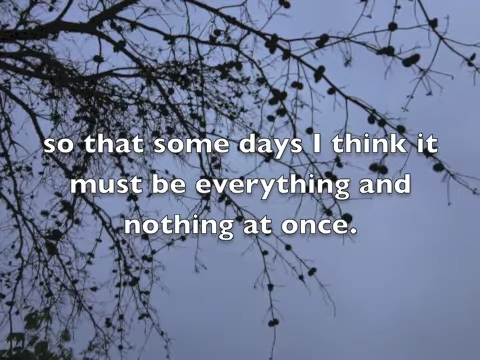 so that some days I think it
must be everything and
nothing at once.